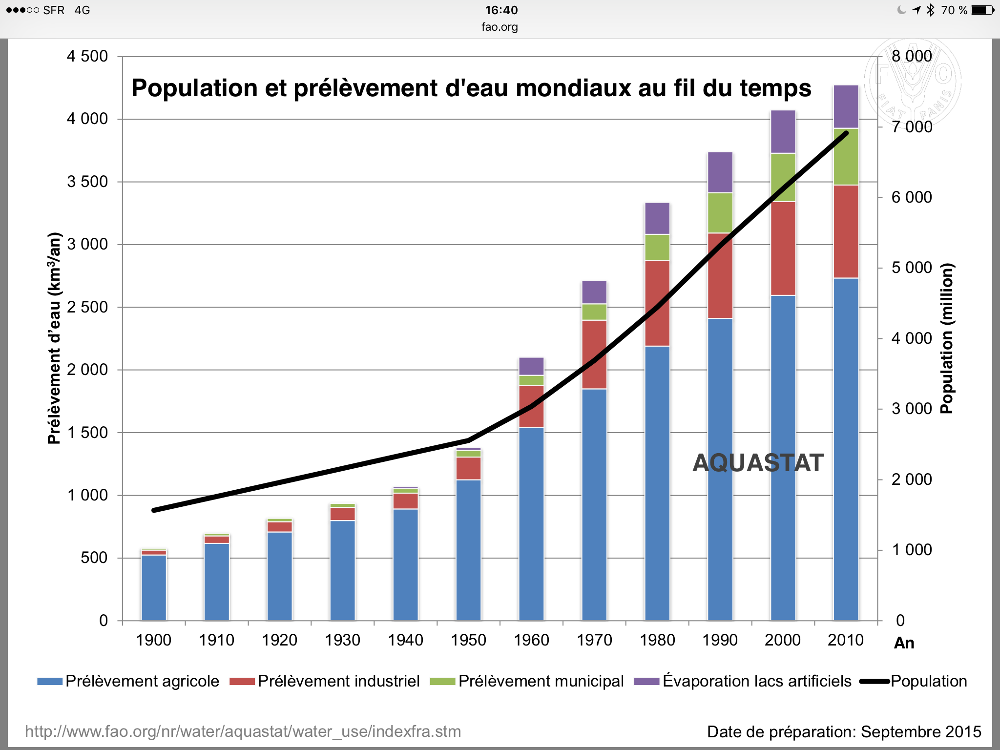 SFR 4G 16:40 70 %
fao.org
Population et prélèvement d'eau mondiaux au fil du temps
Prélèvement d’eau (km³/an)
4 500
4 000
3 500
3 000
2 500
2 000
1 500
1 000
500
0
8 000
7 000
6 000
5 000
4 000
3 000
2 000
1 000
0
Population (million)
F A O
FIAT PANIS
AQUASTAT
1900 1910 1920 1930 1940 1950 1960 1970 1980 1990 2000 2010 An
Prélèvement agricole Prélèvement industriel Prélèvement municipal Évaporation lacs artificiels Population
http://www.fao.org/nr/water/aquastat/water_use/indexfra.stm Date de préparation: Septembre 2015